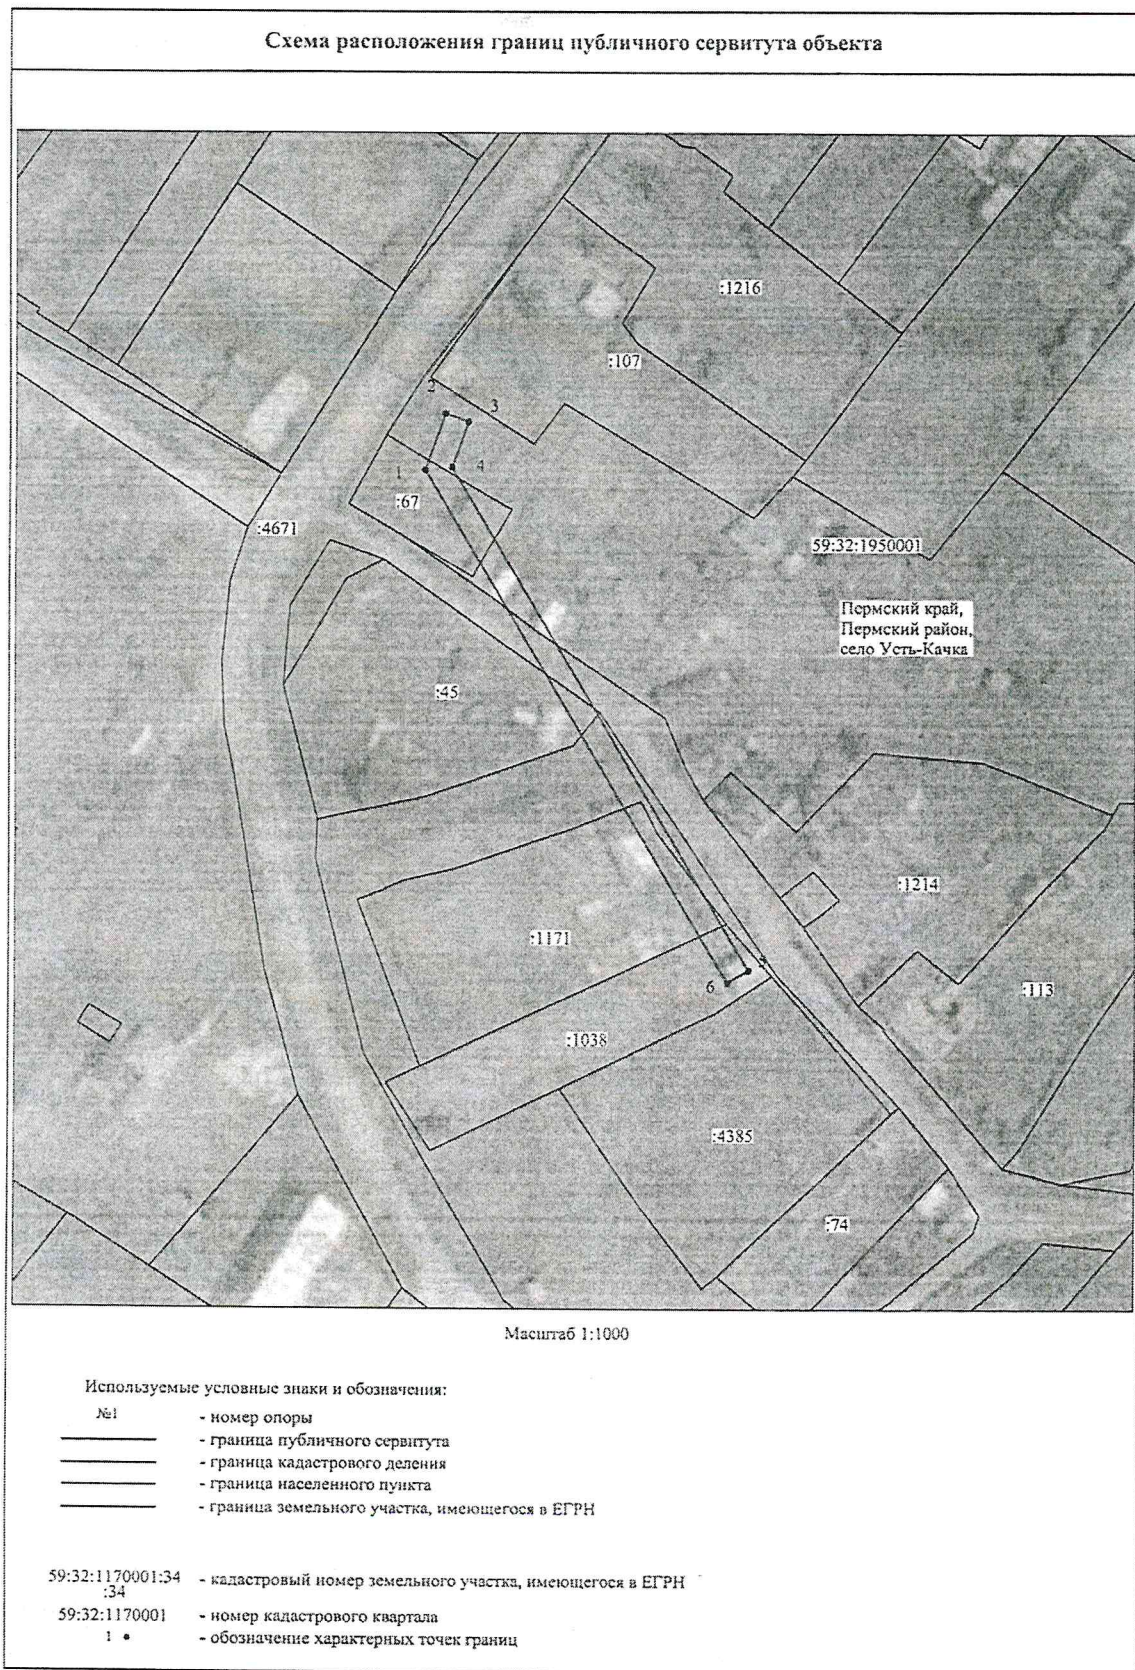 Схема расположения границ публичного сервитута объекта
:1216
:107
2
3
1
4
:67
:4671
59:32:1950001
Пермский край,
Пермский район,
село Усть-Качка
:45
:1214
:1171
6
:113
:1038
:4385
:74
Масштаб 1:1000
Используемые условные знаки и обозначения:
№1 - номер опоры
- граница публичного сервитута
- граница кадастрового деления
- граница населенного пункта
- граница земельного участка, имеющегося в ЕГРН
59:32:1170001:34 - кадастровый номер земельного участка, имеющегося в ЕГРН
:34
59:32:1170001 - номер кадастрового квартала
1 • - обозначение характерных точек границ